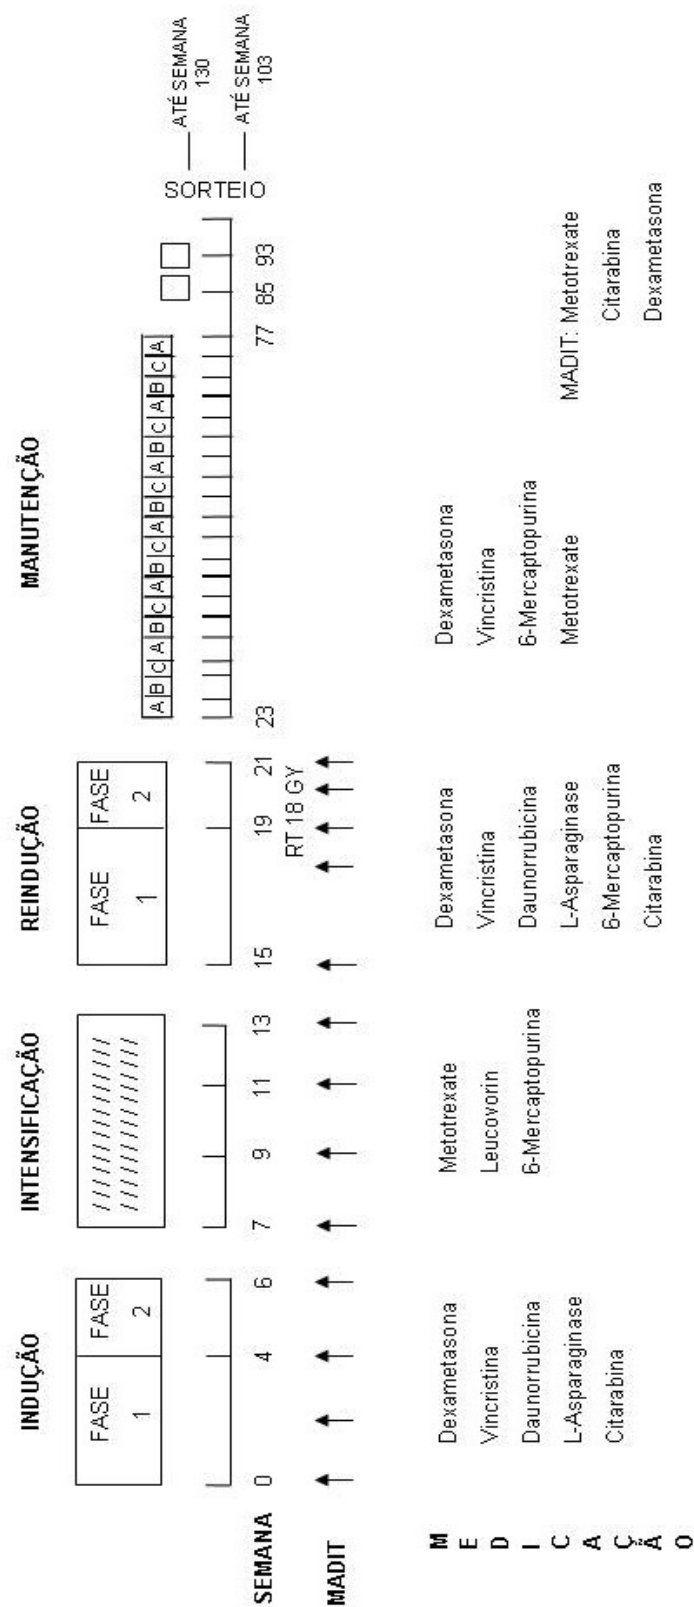 INDUÇÃO
INTENSIFICAÇÃO
REINDUÇÃO
MANUTENÇÃO
FASE
1
FASE
2
//////////////
//////////////
FASE
1
FASE
2
A B C A B C A B C A B C A B C A B C A
SORTEIO
ATÉ SEMANA
130
ATÉ SEMANA
103
SEMANA
0 4 6 7 9 11 13 15 19 21 23 77 85 93
RT 18 GY
MADIT
MEDICAÇÃO
Dexametasona
Vincristina
Daunorrubicina
L-Asparaginase
Citarabina
Metotrexate
Leucovorin
6-Mercaptopurina
Dexametasona
Vincristina
Daunorrubicina
L-Asparaginase
6-Mercaptopurina
Citarabina
Dexametasona
Vincristina
6-Mercaptopurina
Metotrexate
MADIT: Metotrexate
Citarabina
Dexametasona